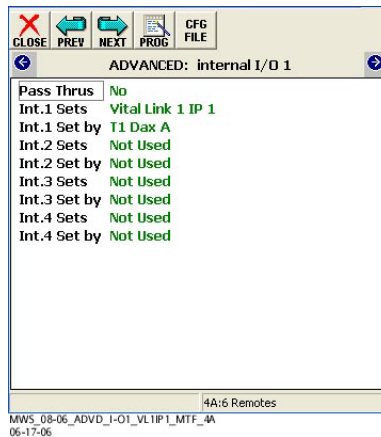 CLOSE PREV NEXT PROG CFG FILE
ADVANCED: internal I/O 1
Pass Thrus No
Int.1 Sets Vital Link 1 IP 1
Int.1 Set by T1 Dax A
Int.2 Sets Not Used
Int.2 Set by Not Used
Int.3 Sets Not Used
Int.3 Set by Not Used
Int.4 Sets Not Used
Int.4 Set by Not Used
4A:6 Remotes
MWS_08-06_ADVD_I-O1_VL1IP1_MTF_4A
06-17-06